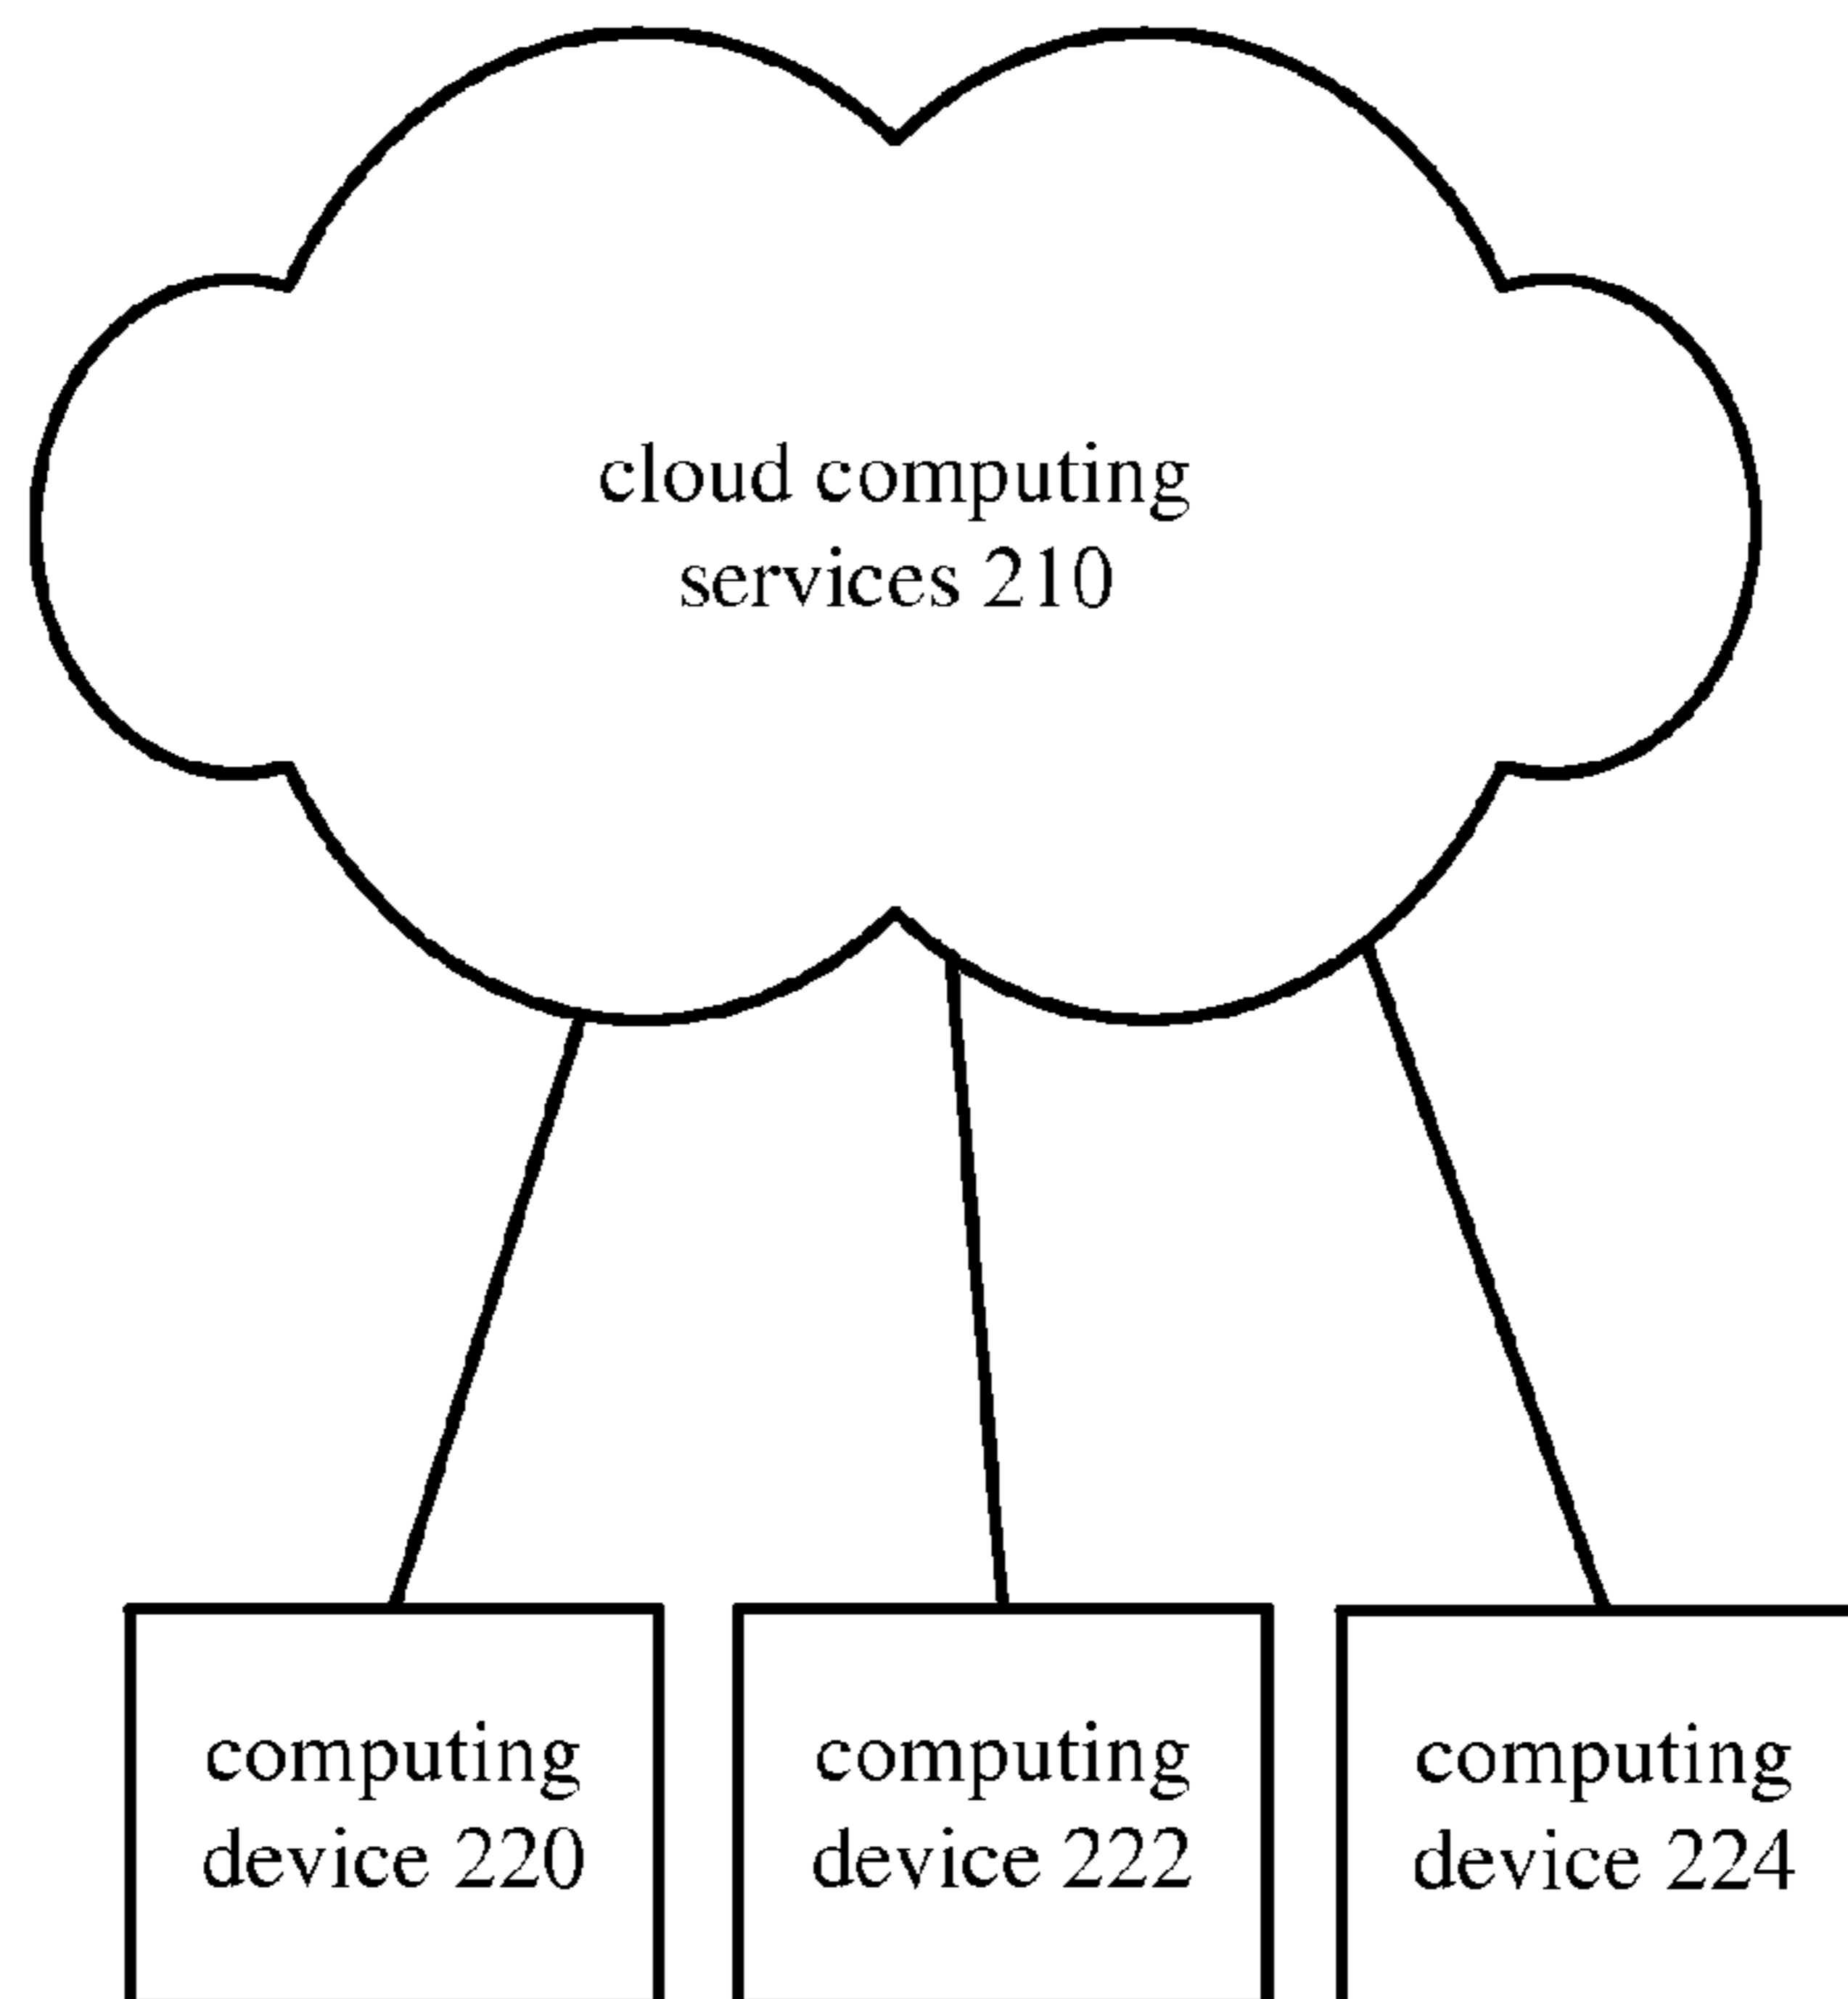 cloud computing
services 210
computing
device 220
computing
device 222
computing
device 224